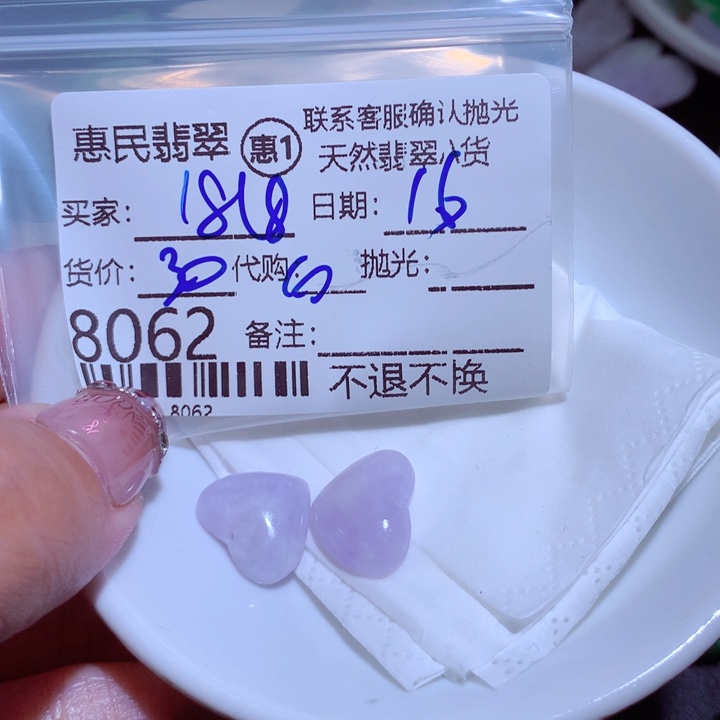 惠民翡翠 惠1 联系客服确认抛光
天然翡翠 货
买家: 1818 日期: 16
货价: 30 代购: 6 抛光:
8062 备注:
不退不换
8062